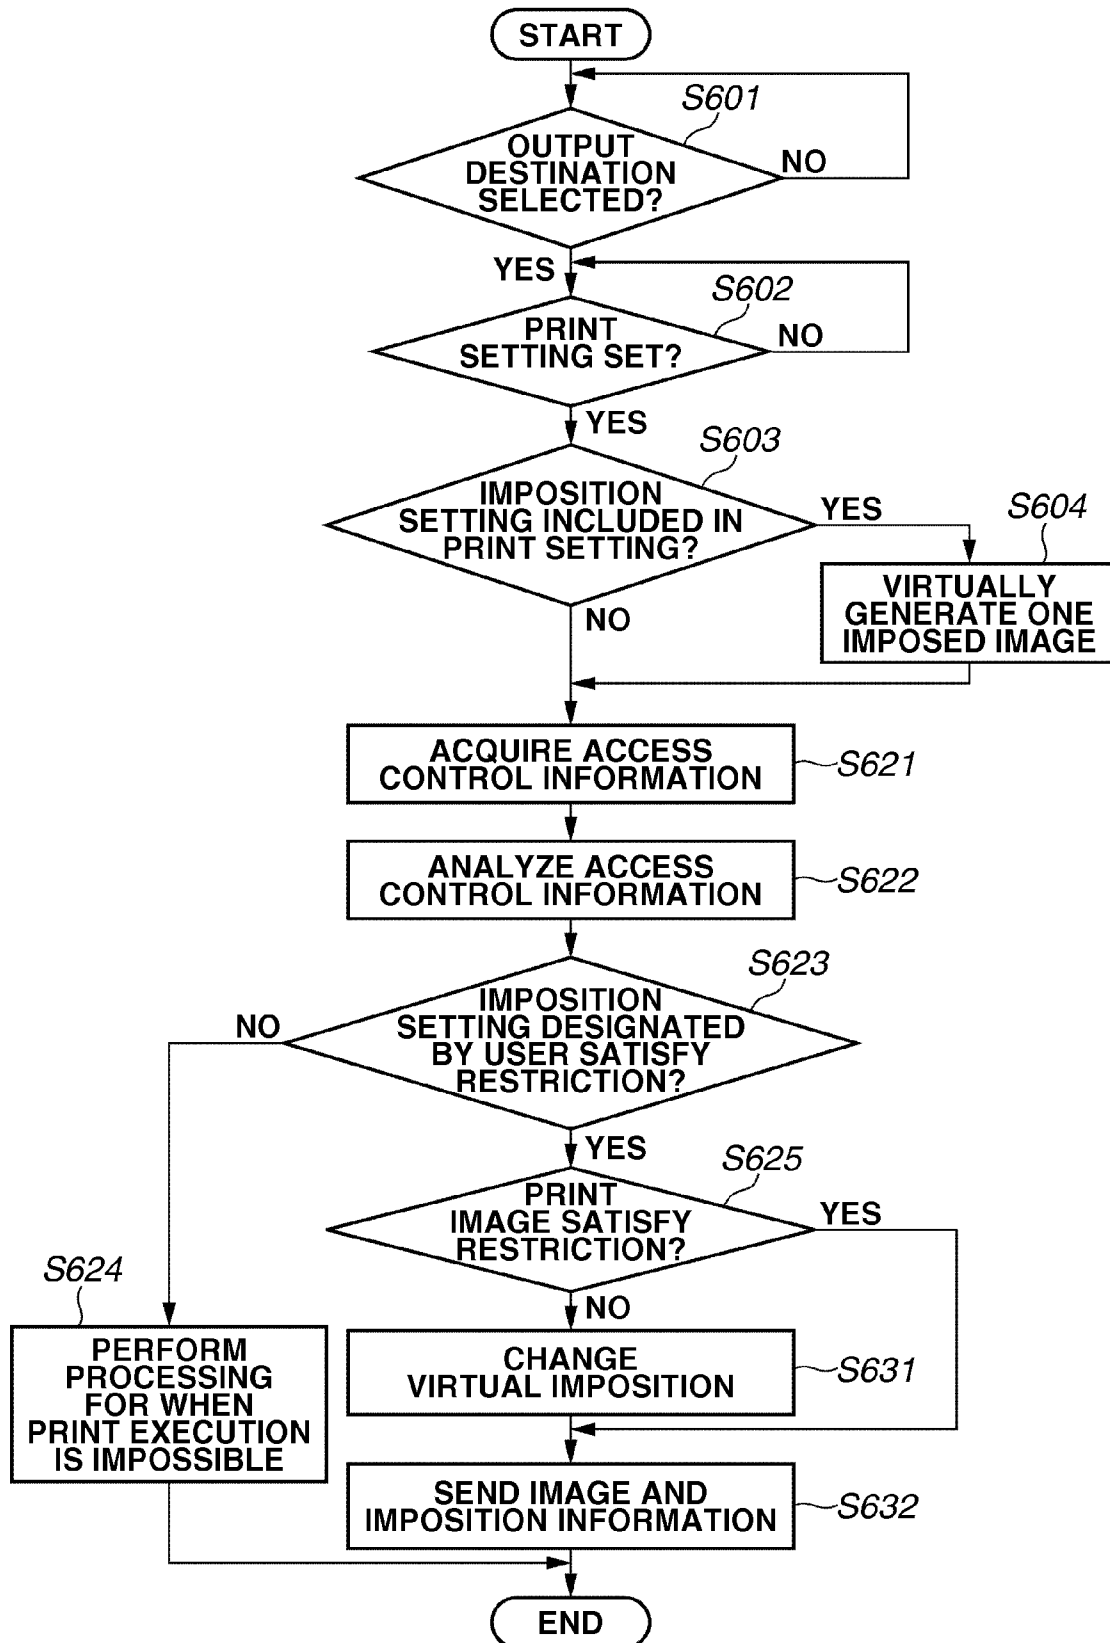 START
S601
OUTPUT
DESTINATION
SELECTED?
NO
YES
S602
PRINT
SETTING SET?
NO
YES
S603
IMPOSITION
SETTING INCLUDED IN
PRINT SETTING?
YES
S604
NO
VIRTUALLY
GENERATE ONE
IMPOSED IMAGE
ACQUIRE ACCESS
CONTROL INFORMATION
S621
ANALYZE ACCESS
CONTROL INFORMATION
S622
S623
IMPOSITION
SETTING DESIGNATED
BY USER SATISFY
RESTRICTION?
NO
YES
S625
PRINT
IMAGE SATISFY
RESTRICTION?
YES
NO
S624
PERFORM
PROCESSING
FOR WHEN
PRINT EXECUTION
IS IMPOSSIBLE
CHANGE
VIRTUAL IMPOSITION
S631
SEND IMAGE AND
IMPOSITION INFORMATION
S632
END